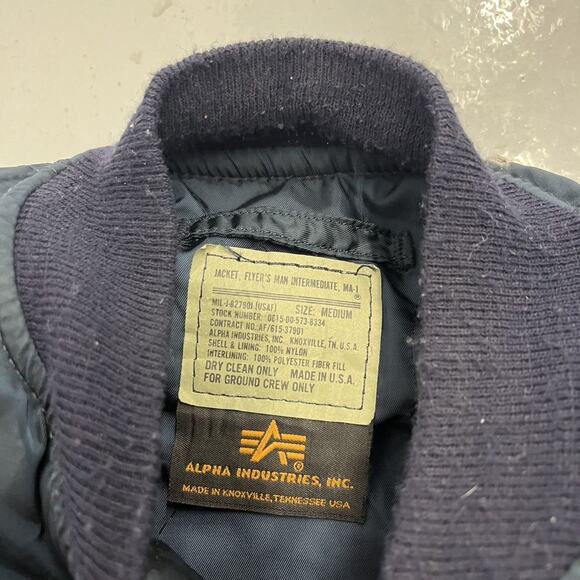 JACKET, FLYER'S MAN INTERMEDIATE, MA-1
®
MIL-J-8279DI (USAF) SIZE: MEDIUM
STOCK NUMBER: 0615-00-573-8334
CONTRACT NO.:AF/615-37901
ALPHA INDUSTRIES, INC. KNOXVILLE, TN. U.S.A.
SHELL & LINING: 100% NYLON
INTERLINING: 100% POLYESTER FIBER FILL
DRY CLEAN ONLY MADE IN U.S.A.
FOR GROUND CREW ONLY
®
ALPHA INDUSTRIES, INC.
MADE IN KNOXVILLE, TENNESSEE USA